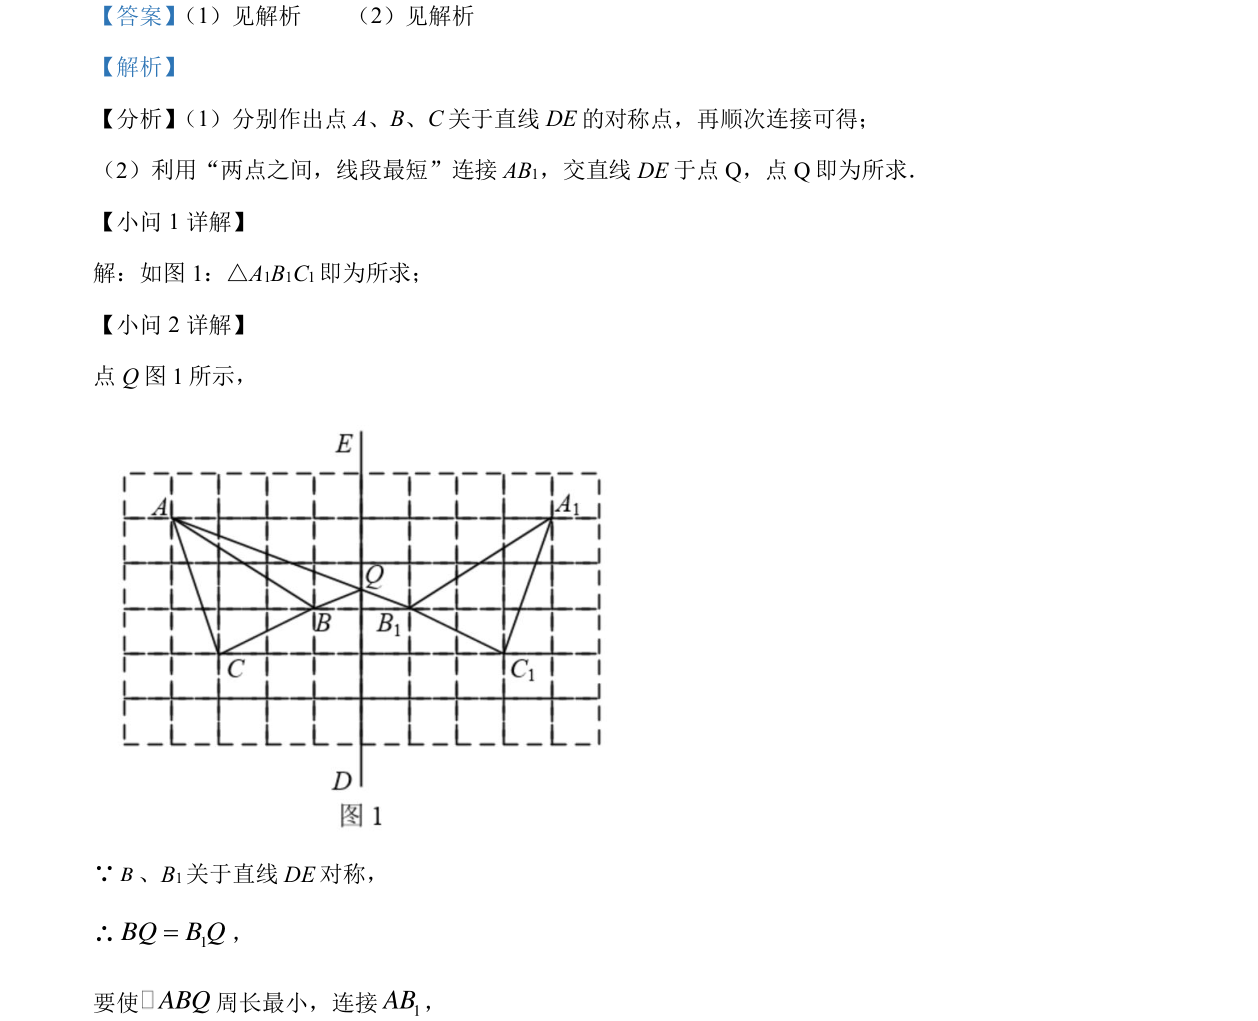 【答案】（1）见解析　　（2）见解析
【解析】
【分析】（1）分别作出点 A、B、C 关于直线 DE 的对称点，再顺次连接可得；
（2）利用“两点之间，线段最短”连接 AB₁，交直线 DE 于点 Q，点 Q 即为所求．
【小问 1 详解】
解：如图 1：△A₁B₁C₁ 即为所求；
【小问 2 详解】
点 Q 图 1 所示，
E
A
A₁
Q
B
B₁
C
C₁
D
图 1
∵ B 、B₁ 关于直线 DE 对称，
∴ BQ = B₁Q ，
要使□ABQ 周长最小，连接 AB₁ ，